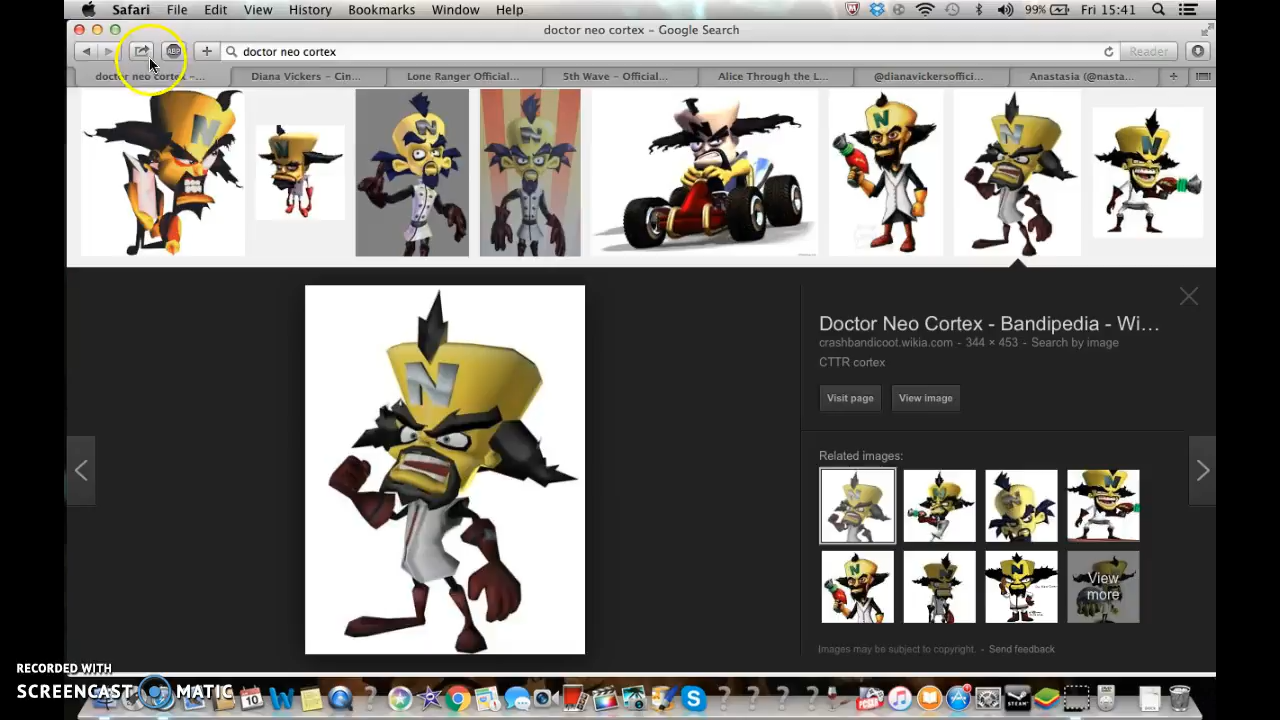 Safari File Edit View History Bookmarks Window Help 99% Fri 15:41
doctor neo cortex – Google Search
ABP + doctor neo cortex Reader
doctor neo cortex –... Diana Vickers – Cin... Lone Ranger Official... 5th Wave – Official... Alice Through the L... @dianavickersoffici... Anastasia (@nasta... +
N
Doctor Neo Cortex - Bandipedia - Wi...
crashbandicoot.wikia.com - 344 × 453 - Search by image
CTTR cortex
Visit page View image
Related images:
View more
Images may be subject to copyright. - Send feedback
RECORDED WITH
SCREENCAST MATIC